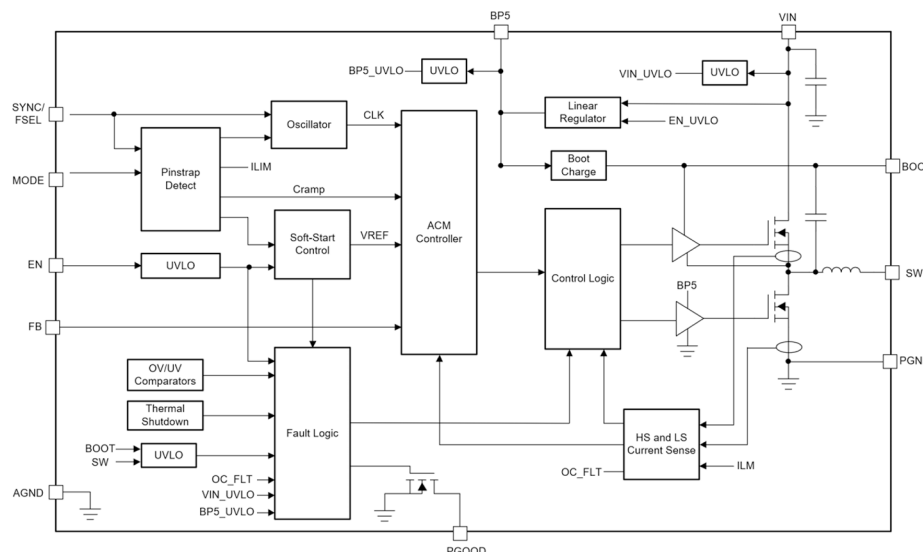 BP5
VIN
BP5_UVLO
UVLO
VIN_UVLO
UVLO
SYNC/
FSEL
Oscillator
CLK
Linear
Regulator
EN_UVLO
Pinstrap
Detect
ILIM
MODE
Boot
Charge
BOO
Cramp
ACM
Controller
Soft-Start
Control
VREF
Control Logic
EN
UVLO
SW
BP5
FB
PGN
OV/UV
Comparators
Thermal
Shutdown
Fault Logic
HS and LS
Current Sense
BOOT
SW
UVLO
ILM
OC_FLT
OC_FLT
VIN_UVLO
BP5_UVLO
AGND
PGOOD